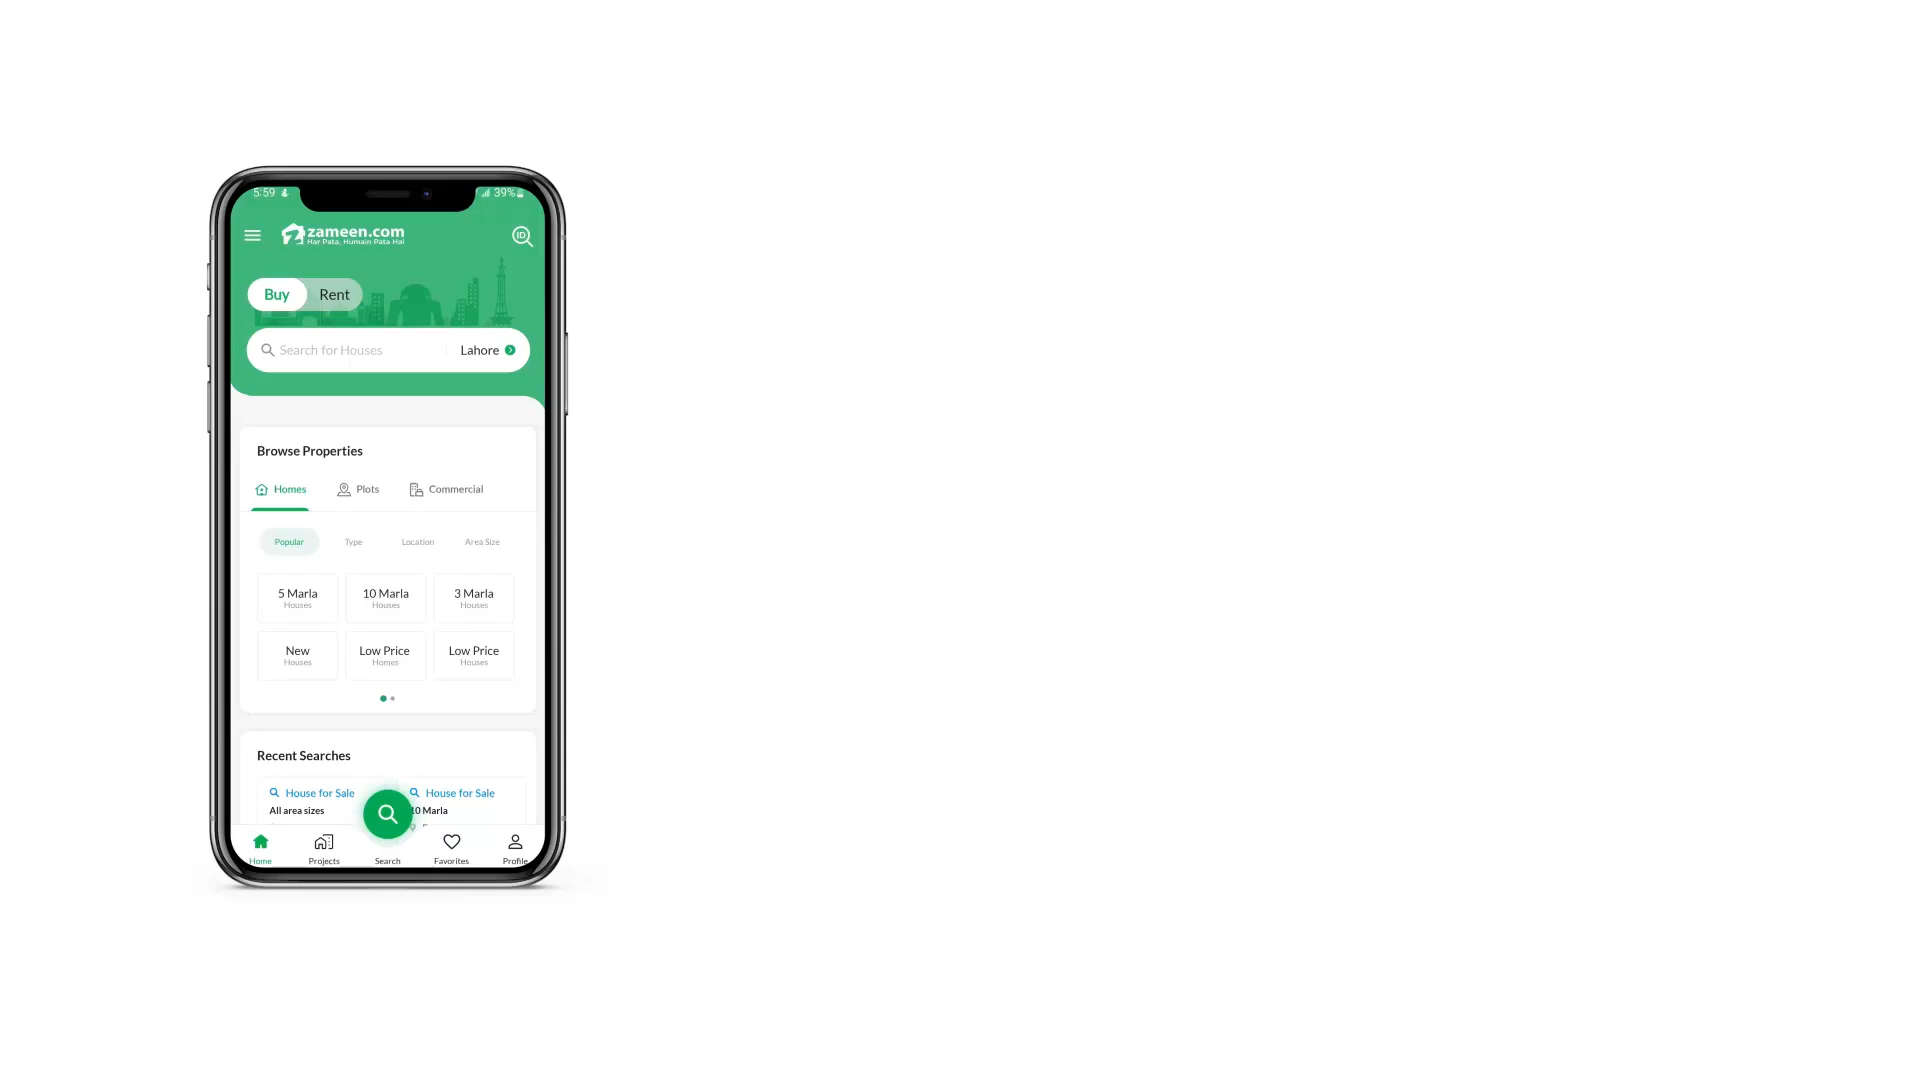 5:59
39%
zameen.com
Har Pata, Humain Pata Hai
ID
Buy Rent
Search for Houses Lahore
Browse Properties
Homes Plots Commercial
Popular Type Location Area Size
5 Marla 10 Marla 3 Marla
Houses Houses Houses
New Low Price Low Price
Houses Homes Houses
Recent Searches
House for Sale House for Sale
All area sizes 10 Marla
Home Projects Search Favorites Profile